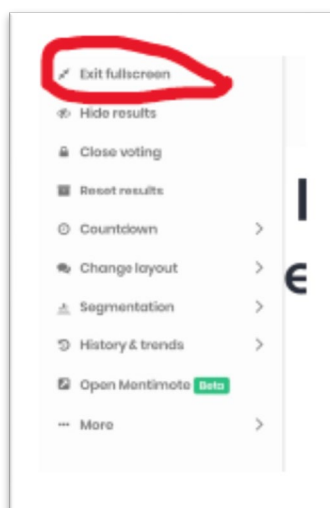 Exit fullscreen
Hide results
Close voting
Reset results
Countdown
Change layout
Segmentation
History & trends
Open Mentimote Beta
More